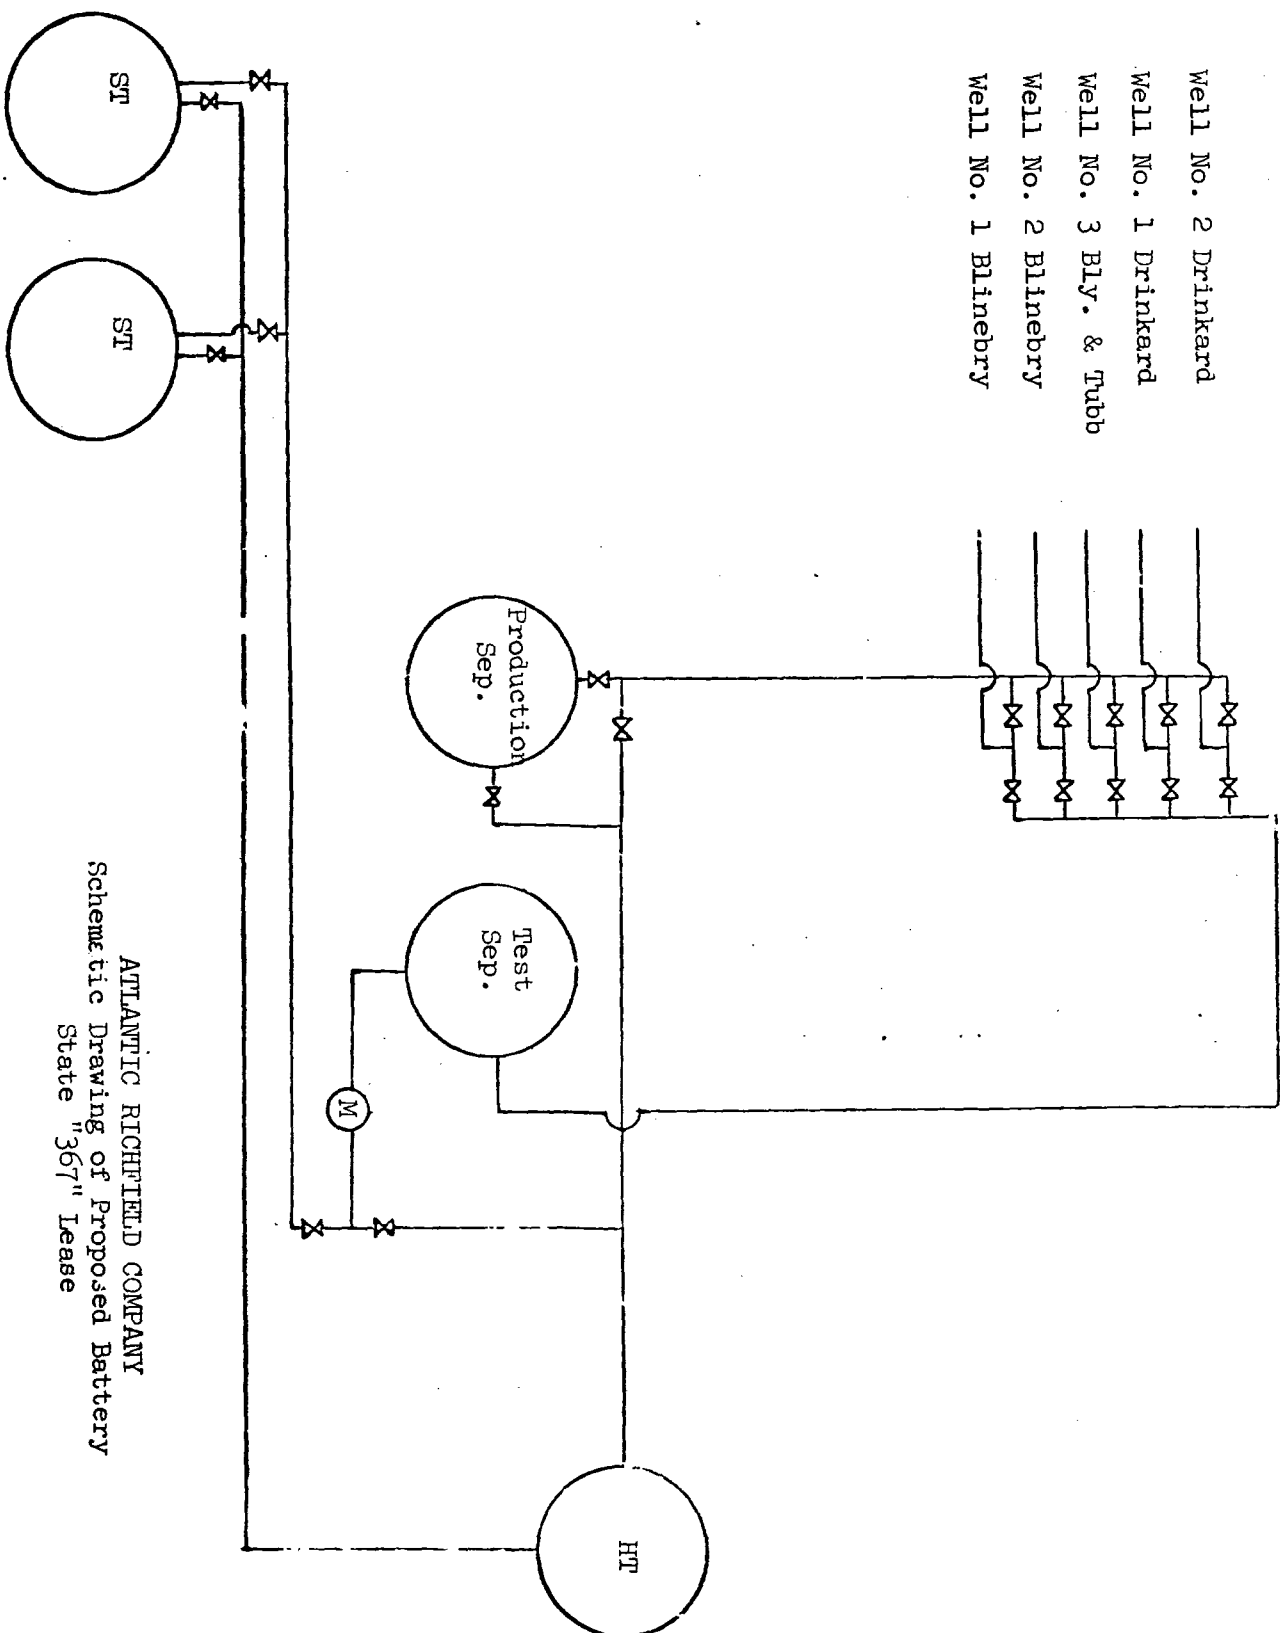 Well No. 2 Drinkard
Well No. 1 Drinkard
Well No. 3 Bly. & Tubb
Well No. 2 Blinebry
Well No. 1 Blinebry
ST
ST
Production
Sep.
Test
Sep.
M
HT
ATLANTIC RICHFIELD COMPANY
Schematic Drawing of Proposed Battery
State "367" Lease